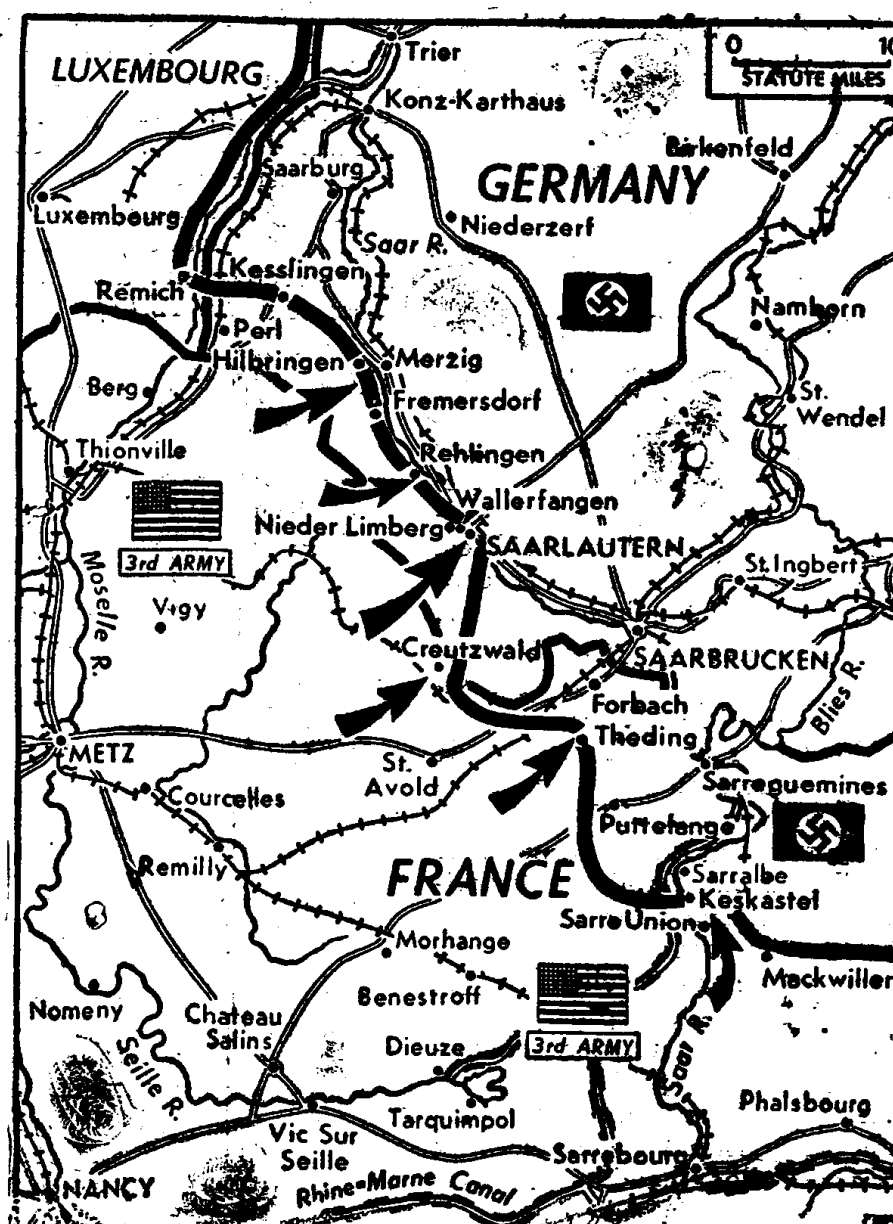 Trier
LUXEMBOURG
0 10
STATUTE MILES
Konz-Karthaus
Birkenfeld
Saarburg
GERMANY
Luxembourg
Niederzerf
Saar R.
Kesslingen
Remich
Namborn
Perl
Hilbringen
Merzig
Berg
Fremersdorf
St.
Wendel
Thionville
Rehlingen
Wallerfangen
Nieder Limberg
SAARLAUTERN
3rd ARMY
St. Ingbert
Moselle R.
Vigy
Creutzwald
SAARBRUCKEN
Blies R.
Forbach
Theding
METZ
St.
Avold
Sarreguemines
Courcelles
Puttelange
Remilly
FRANCE
Sarralbe
Keskastel
Sarre Union
Morhange
Mackwiller
Benestroff
Nomeny
Chateau
Salins
3rd ARMY
Dieuze
Saar R.
Seille R.
Tarquimpol
Phalsbourg
Vic Sur
Seille
Sarrebourg
NANCY
Rhine-Marne Canal